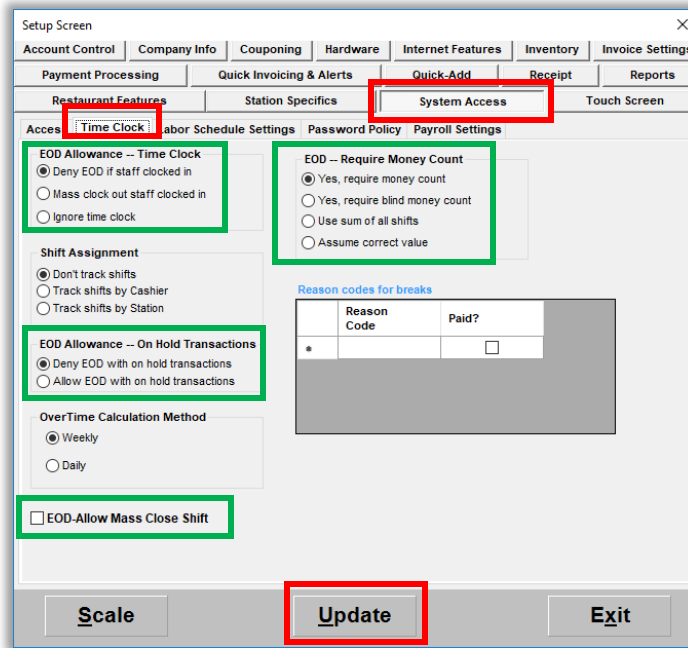 Setup Screen
Account Control Company Info Couponing Hardware Internet Features Inventory Invoice Settings
Payment Processing Quick Invoicing & Alerts Quick-Add Receipt Reports
Restaurant Features Station Specifics System Access Touch Screen
Acces Time Clock Labor Schedule Settings Password Policy Payroll Settings
EOD Allowance -- Time Clock
Deny EOD if staff clocked in
Mass clock out staff clocked in
Ignore time clock
EOD -- Require Money Count
Yes, require money count
Yes, require blind money count
Use sum of all shifts
Assume correct value
Shift Assignment
Don't track shifts
Track shifts by Cashier
Track shifts by Station
Reason codes for breaks
Reason Code Paid?
*
EOD Allowance -- On Hold Transactions
Deny EOD with on hold transactions
Allow EOD with on hold transactions
OverTime Calculation Method
Weekly
Daily
EOD-Allow Mass Close Shift
Scale Update Exit